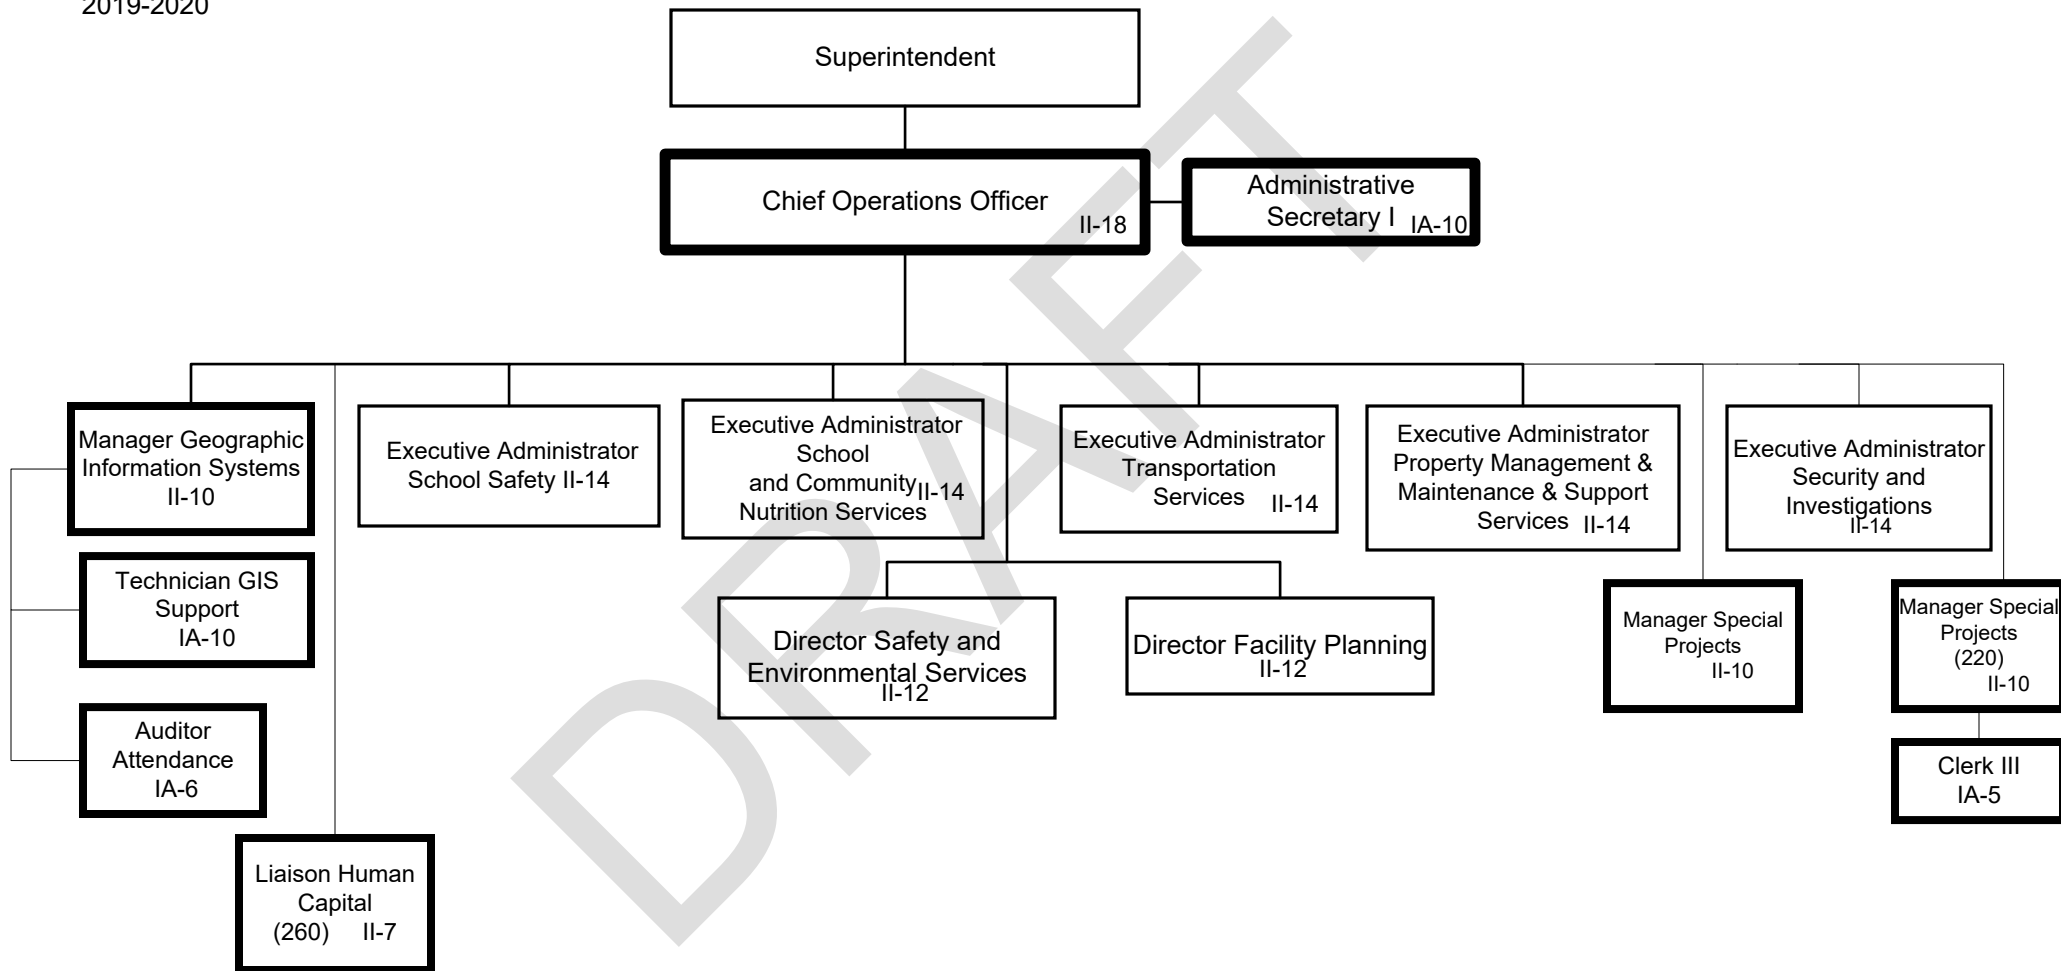 2019-2020
Superintendent
Chief Operations Officer
II-18
Administrative
Secretary I IA-10
Manager Geographic
Information Systems
II-10
Executive Administrator
School Safety II-14
Executive Administrator
School
and Community II-14
Nutrition Services
Executive Administrator
Transportation
Services II-14
Executive Administrator
Property Management &
Maintenance & Support
Services II-14
Executive Administrator
Security and
Investigations
II-14
Technician GIS
Support
IA-10
Director Safety and
Environmental Services
II-12
Director Facility Planning
II-12
Manager Special
Projects
II-10
Manager Special
Projects
(220)
II-10
Auditor
Attendance
IA-6
Clerk III
IA-5
Liaison Human
Capital
(260) II-7
DRAFT